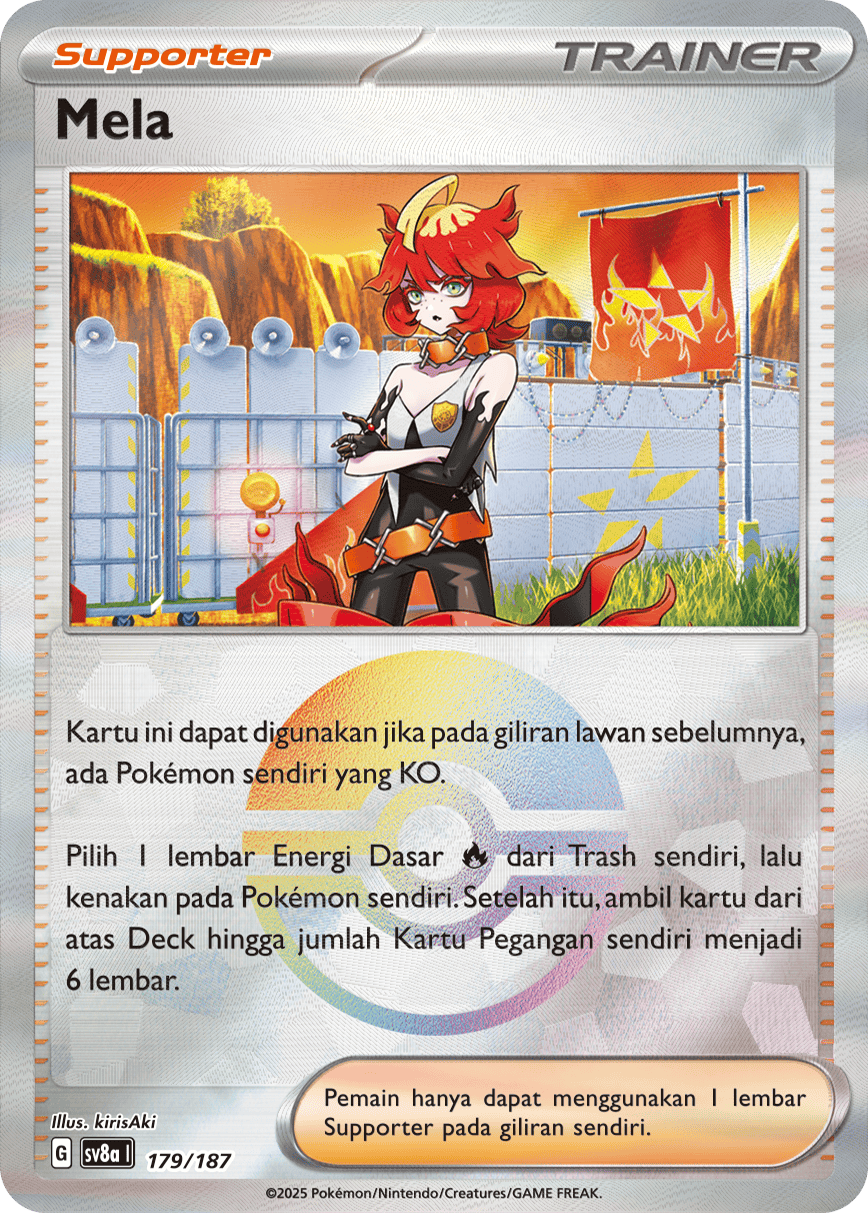 Supporter
TRAINER
Mela
Kartu ini dapat digunakan jika pada giliran lawan sebelumnya,
ada Pokémon sendiri yang KO.
Pilih 1 lembar Energi Dasar dari Trash sendiri, lalu
kenakan pada Pokémon sendiri. Setelah itu, ambil kartu dari
atas Deck hingga jumlah Kartu Pegangan sendiri menjadi
6 lembar.
Pemain hanya dapat menggunakan 1 lembar
Supporter pada giliran sendiri.
Illus. kirisAki
G sv8a I 179/187
©2025 Pokémon/Nintendo/Creatures/GAME FREAK.